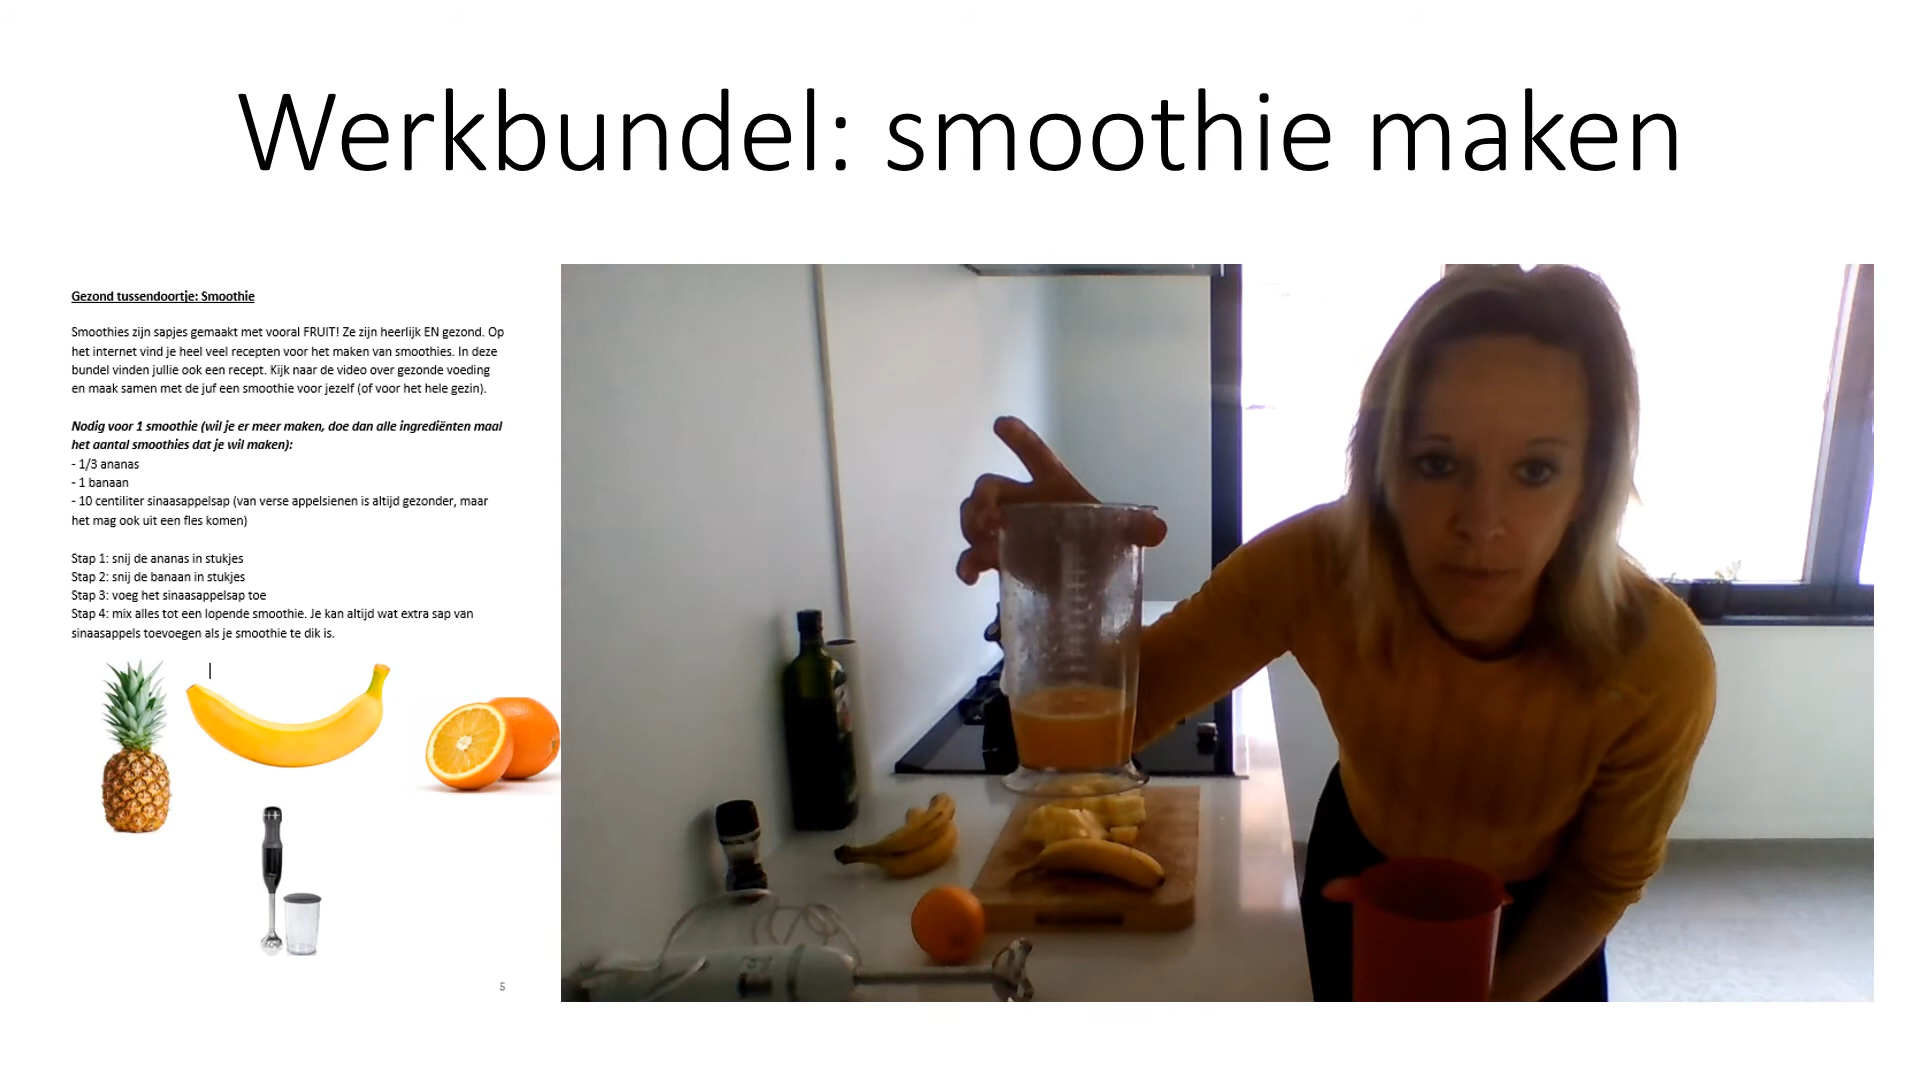 Werkbundel: smoothie maken
Gezond tussendoortje: Smoothie
Smoothies zijn sapjes gemaakt met vooral FRUIT! Ze zijn heerlijk EN gezond. Op
het internet vind je heel veel recepten voor het maken van smoothies. In deze
bundel vinden jullie ook een recept. Kijk naar de video over gezonde voeding
en maak samen met de juf een smoothie voor jezelf (of voor het hele gezin).
Nodig voor 1 smoothie (wil je er meer maken, doe dan alle ingrediënten maal
het aantal smoothies dat je wil maken):
- 1/3 ananas
- 1 banaan
- 10 centiliter sinaasappelsap (van verse appelsienen is altijd gezonder, maar
het mag ook uit een fles komen)
Stap 1: snij de ananas in stukjes
Stap 2: snij de banaan in stukjes
Stap 3: voeg het sinaasappelsap toe
Stap 4: mix alles tot een lopende smoothie. Je kan altijd wat extra sap van
sinaasappels toevoegen als je smoothie te dik is.
5